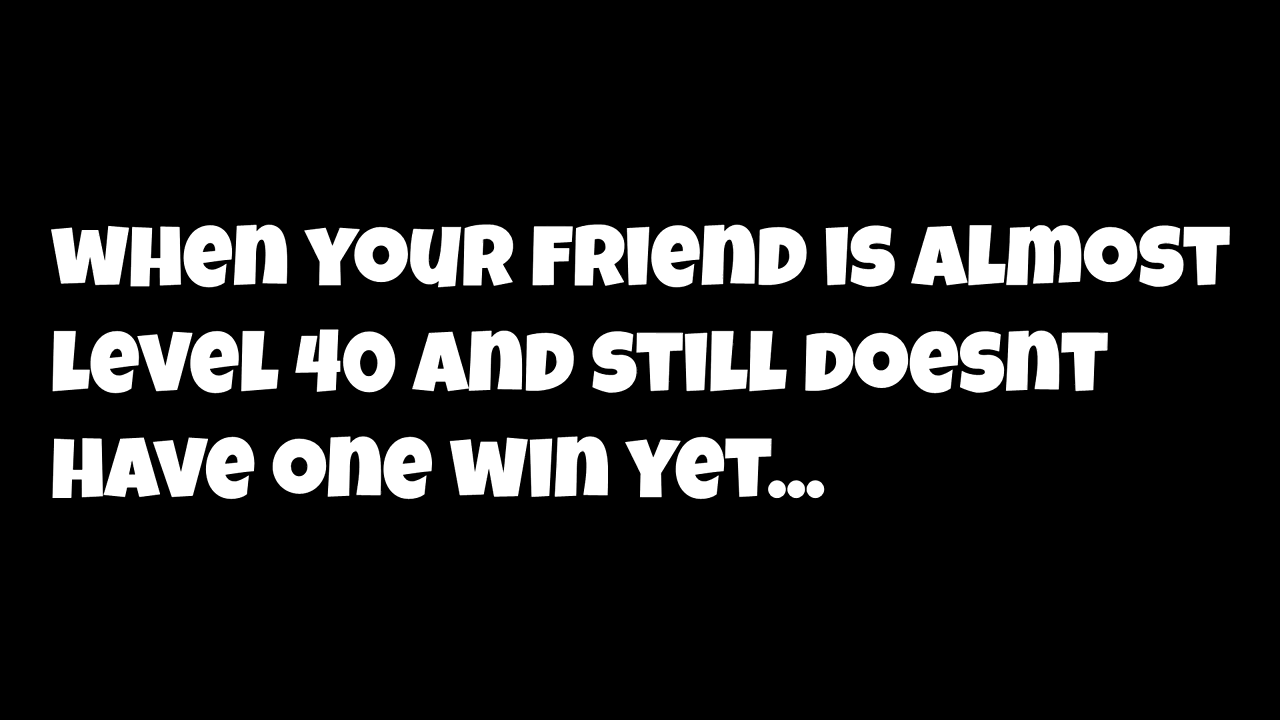 WHen YOUR FRIenD IS ALmOST
LeVeL 40 AnD STILL DOesnT
HAVe One WIn YeT...